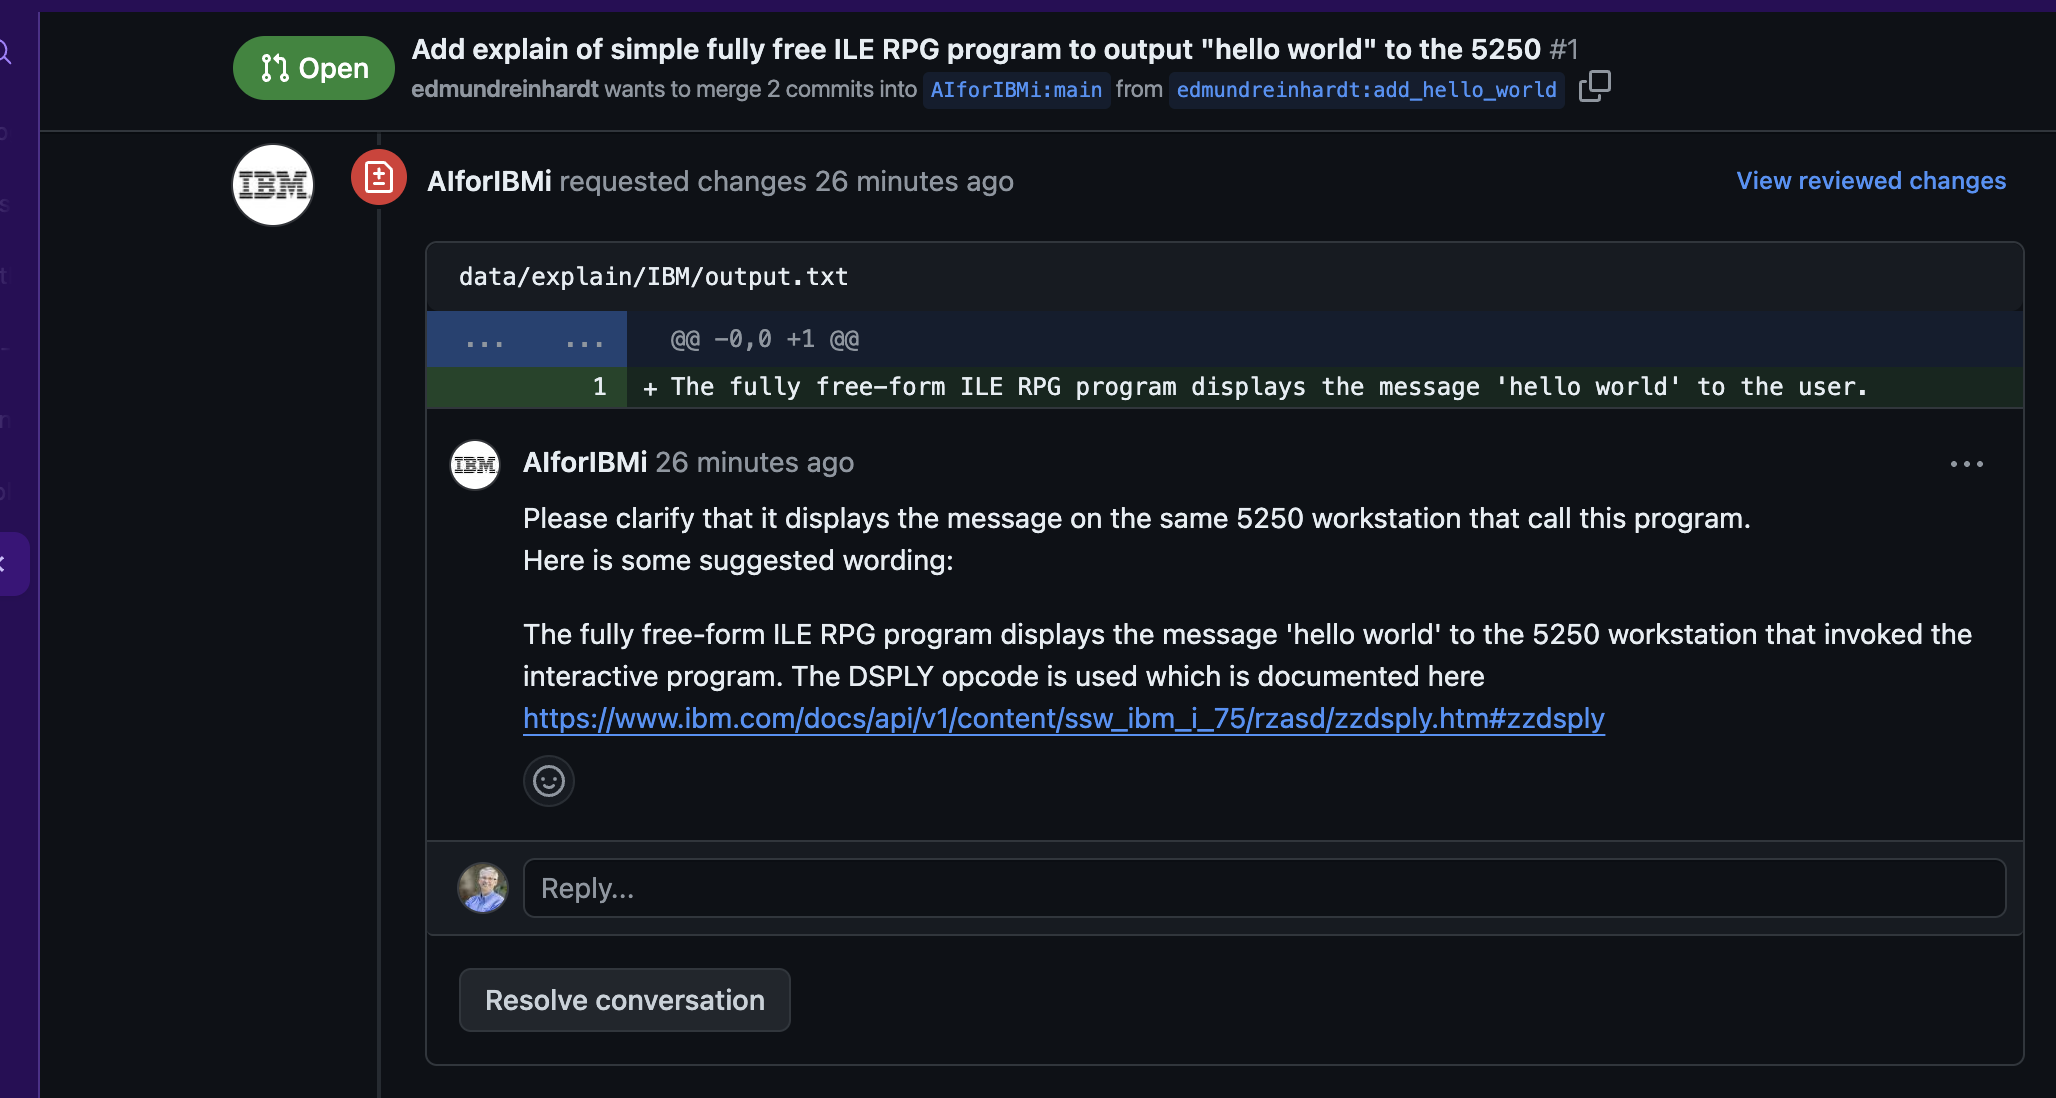 Open
Add explain of simple fully free ILE RPG program to output "hello world" to the 5250 #1
edmundreinhardt wants to merge 2 commits into AIforIBMi:main from edmundreinhardt:add_hello_world
IBM
AIforIBMi requested changes 26 minutes ago
View reviewed changes
data/explain/IBM/output.txt
... ... @@ -0,0 +1 @@
1 + The fully free-form ILE RPG program displays the message 'hello world' to the user.
IBM
AIforIBMi 26 minutes ago
Please clarify that it displays the message on the same 5250 workstation that call this program.
Here is some suggested wording:
The fully free-form ILE RPG program displays the message 'hello world' to the 5250 workstation that invoked the
interactive program. The DSPLY opcode is used which is documented here
https://www.ibm.com/docs/api/v1/content/ssw_ibm_i_75/rzasd/zzdsply.htm#zzdsply
Reply...
Resolve conversation